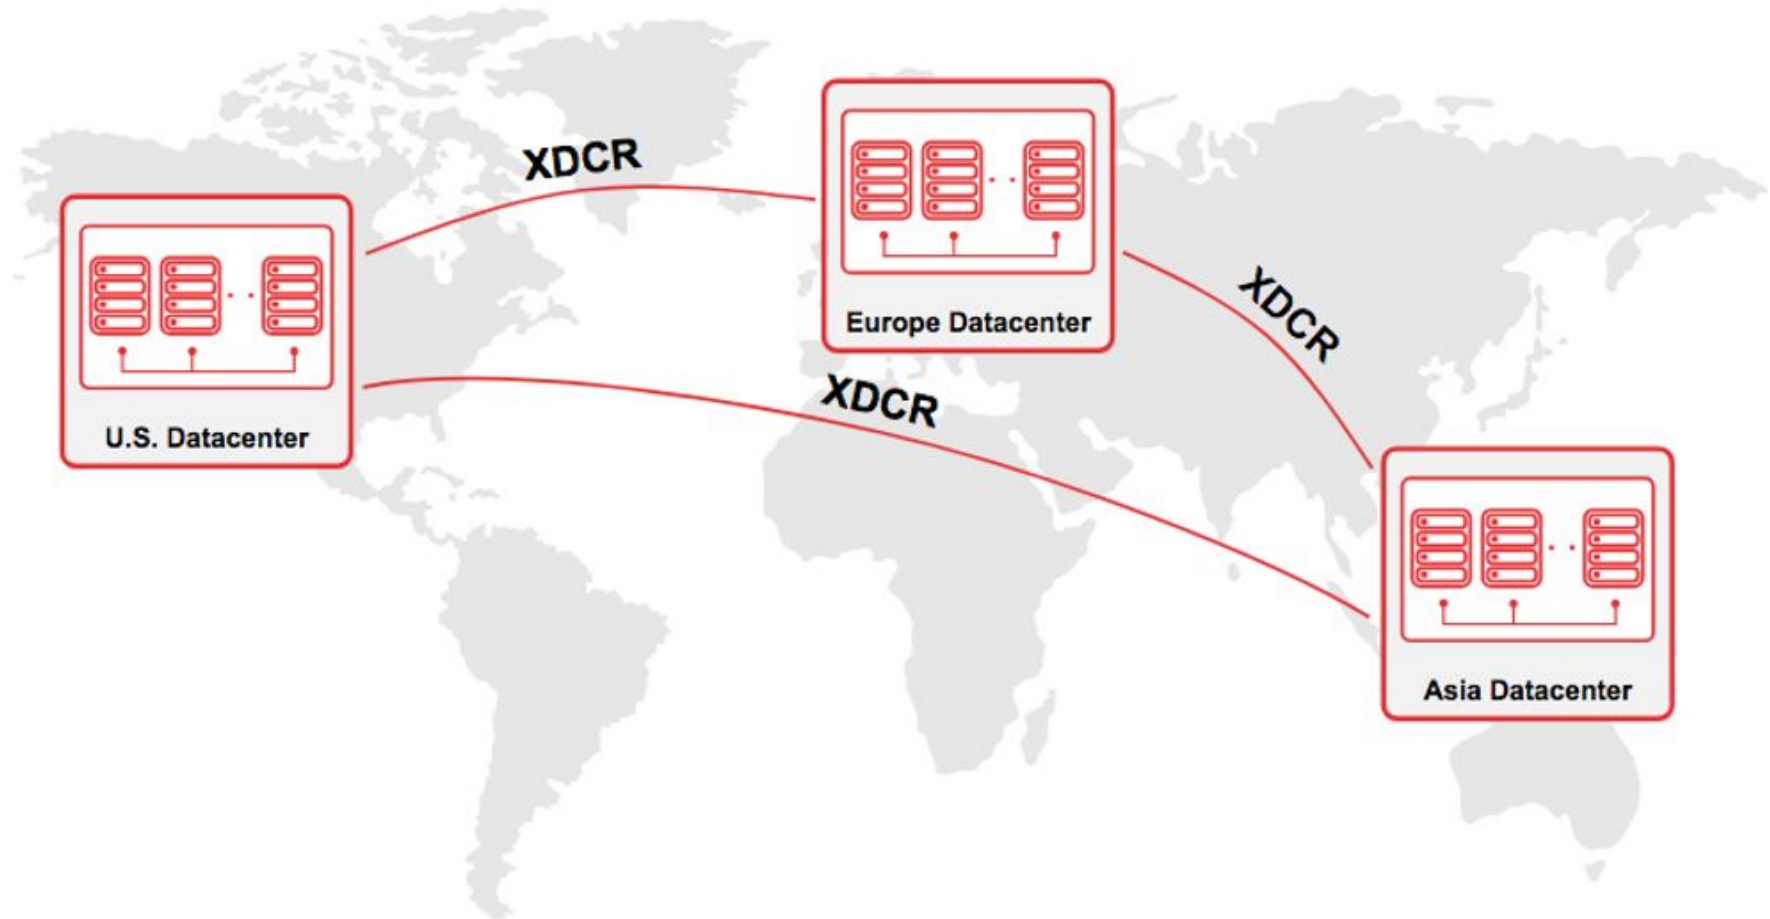 XDCR
Europe Datacenter
XDCR
U.S. Datacenter
XDCR
Asia Datacenter